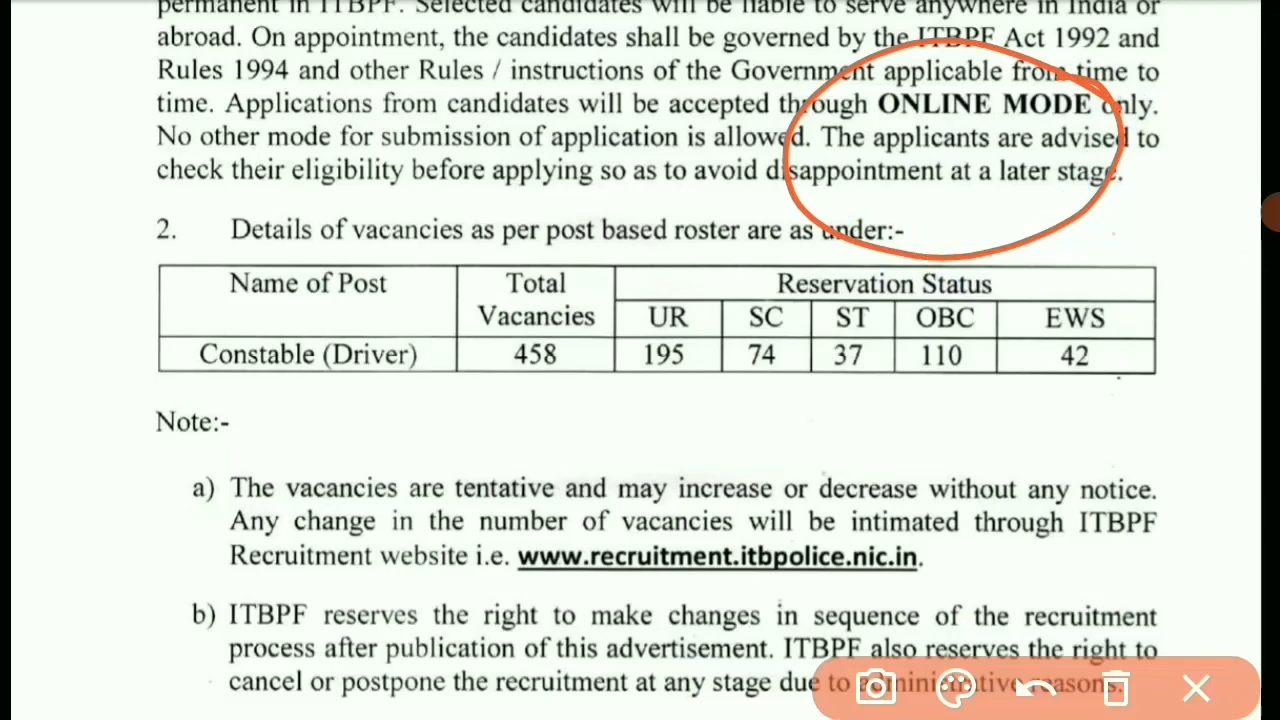 permanent in ITBPF. Selected candidates will be liable to serve anywhere in India or
abroad. On appointment, the candidates shall be governed by the ITBPF Act 1992 and
Rules 1994 and other Rules / instructions of the Government applicable from time to
time. Applications from candidates will be accepted through ONLINE MODE only.
No other mode for submission of application is allowed. The applicants are advised to
check their eligibility before applying so as to avoid disappointment at a later stage.
2. Details of vacancies as per post based roster are as under:-
Name of Post Total Vacancies Reservation Status
UR SC ST OBC EWS
Constable (Driver) 458 195 74 37 110 42
Note:-
a) The vacancies are tentative and may increase or decrease without any notice.
Any change in the number of vacancies will be intimated through ITBPF
Recruitment website i.e. www.recruitment.itbpolice.nic.in.
b) ITBPF reserves the right to make changes in sequence of the recruitment
process after publication of this advertisement. ITBPF also reserves the right to
cancel or postpone the recruitment at any stage due to administrative reasons.